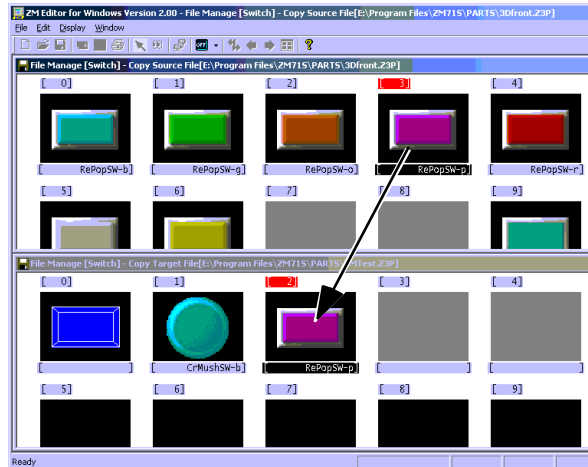 ZM Editor for Windows Version 2.00 - File Manage [Switch] - Copy Source File[E:\Program Files\ZM71S\PARTS\3Dfront.Z3P]
File Edit Display Window
File Manage [Switch] - Copy Source File[E:\Program Files\ZM71S\PARTS\3Dfront.Z3P]
[ 0] [ 1] [ 2] [ 3] [ 4]
[ RePopSW-b] [ RePopSW-g] [ RePopSW-o] [ RePopSW-p] [ RePopSW-r]
[ 5] [ 6] [ 7] [ 8] [ 9]
File Manage [Switch] - Copy Target File[E:\Program Files\ZM71S\PARTS MTest.Z3P]
[ 0] [ 1] [ 2] [ 3] [ 4]
[ ] [ CrMushSW-b] [ RePopSW-p] [ ] [ ]
[ 5] [ 6] [ 7] [ 8] [ 9]
Ready